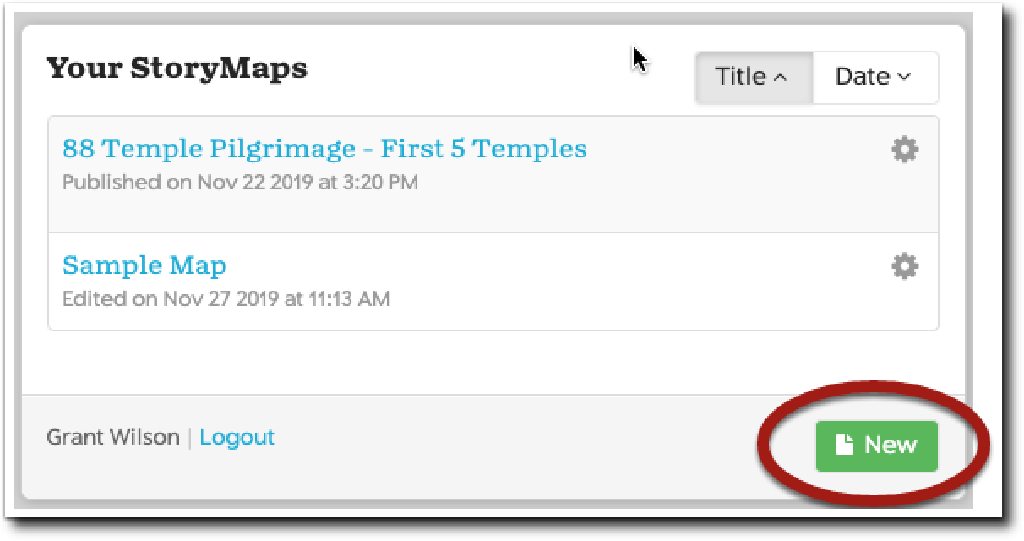 Your StoryMaps
Title Date
88 Temple Pilgrimage - First 5 Temples
Published on Nov 22 2019 at 3:20 PM
Sample Map
Edited on Nov 27 2019 at 11:13 AM
Grant Wilson | Logout
New